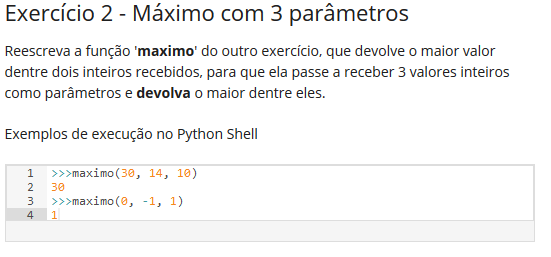 Exercício 2 - Máximo com 3 parâmetros
Reescreva a função 'maximo' do outro exercício, que devolve o maior valor
dentre dois inteiros recebidos, para que ela passe a receber 3 valores inteiros
como parâmetros e devolva o maior dentre eles.
Exemplos de execução no Python Shell
1 >>>maximo(30, 14, 10)
2 30
3 >>>maximo(0, -1, 1)
4 1